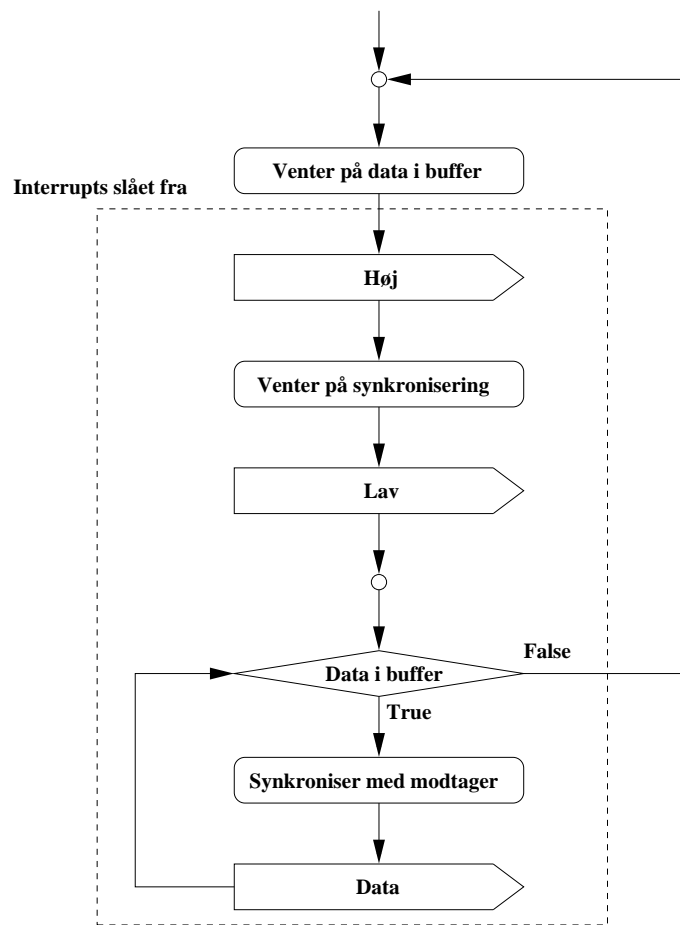 Venter på data i buffer
Interrupts slået fra
Høj
Venter på synkronisering
Lav
False
Data i buffer
True
Synkroniser med modtager
Data